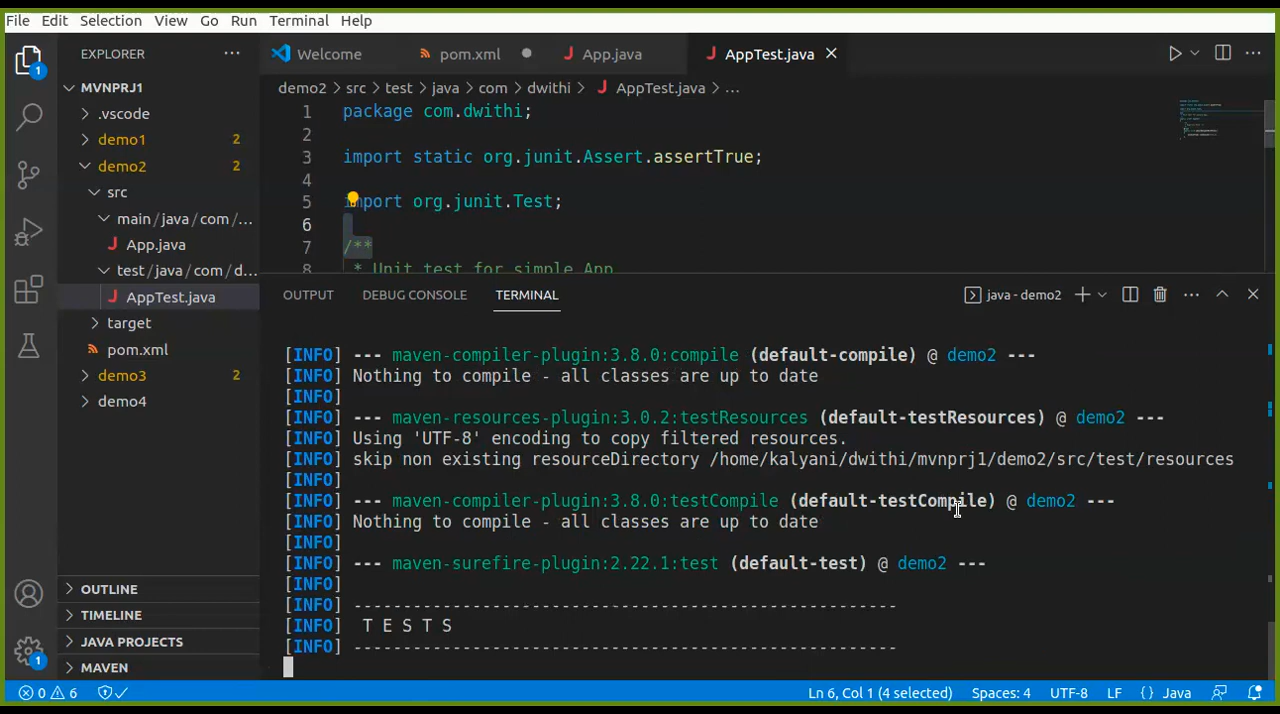 File Edit Selection View Go Run Terminal Help
EXPLORER ...
Welcome pom.xml App.java AppTest.java
MVNPRJ1
demo2 > src > test > java > com > dwithi > AppTest.java > ...
.vscode
demo1 2
demo2 2
src
main/java/com/...
App.java
test/java/com/d...
AppTest.java
target
pom.xml
demo3 2
demo4
OUTLINE
TIMELINE
JAVA PROJECTS
MAVEN
1
1
1 package com.dwithi;
2
3 import static org.junit.Assert.assertTrue;
4
5 import org.junit.Test;
6
7 /**
8 * Unit test for simple App
OUTPUT DEBUG CONSOLE TERMINAL java - demo2
[INFO] --- maven-compiler-plugin:3.8.0:compile (default-compile) @ demo2 ---
[INFO] Nothing to compile - all classes are up to date
[INFO]
[INFO] --- maven-resources-plugin:3.0.2:testResources (default-testResources) @ demo2 ---
[INFO] Using 'UTF-8' encoding to copy filtered resources.
[INFO] skip non existing resourceDirectory /home/kalyani/dwithi/mvnprj1/demo2/src/test/resources
[INFO]
[INFO] --- maven-compiler-plugin:3.8.0:testCompile (default-testCompile) @ demo2 ---
[INFO] Nothing to compile - all classes are up to date
[INFO]
[INFO] --- maven-surefire-plugin:2.22.1:test (default-test) @ demo2 ---
[INFO]
[INFO] -------------------------------------------------------
[INFO] T E S T S
[INFO] -------------------------------------------------------
0 6 Ln 6, Col 1 (4 selected) Spaces: 4 UTF-8 LF {} Java